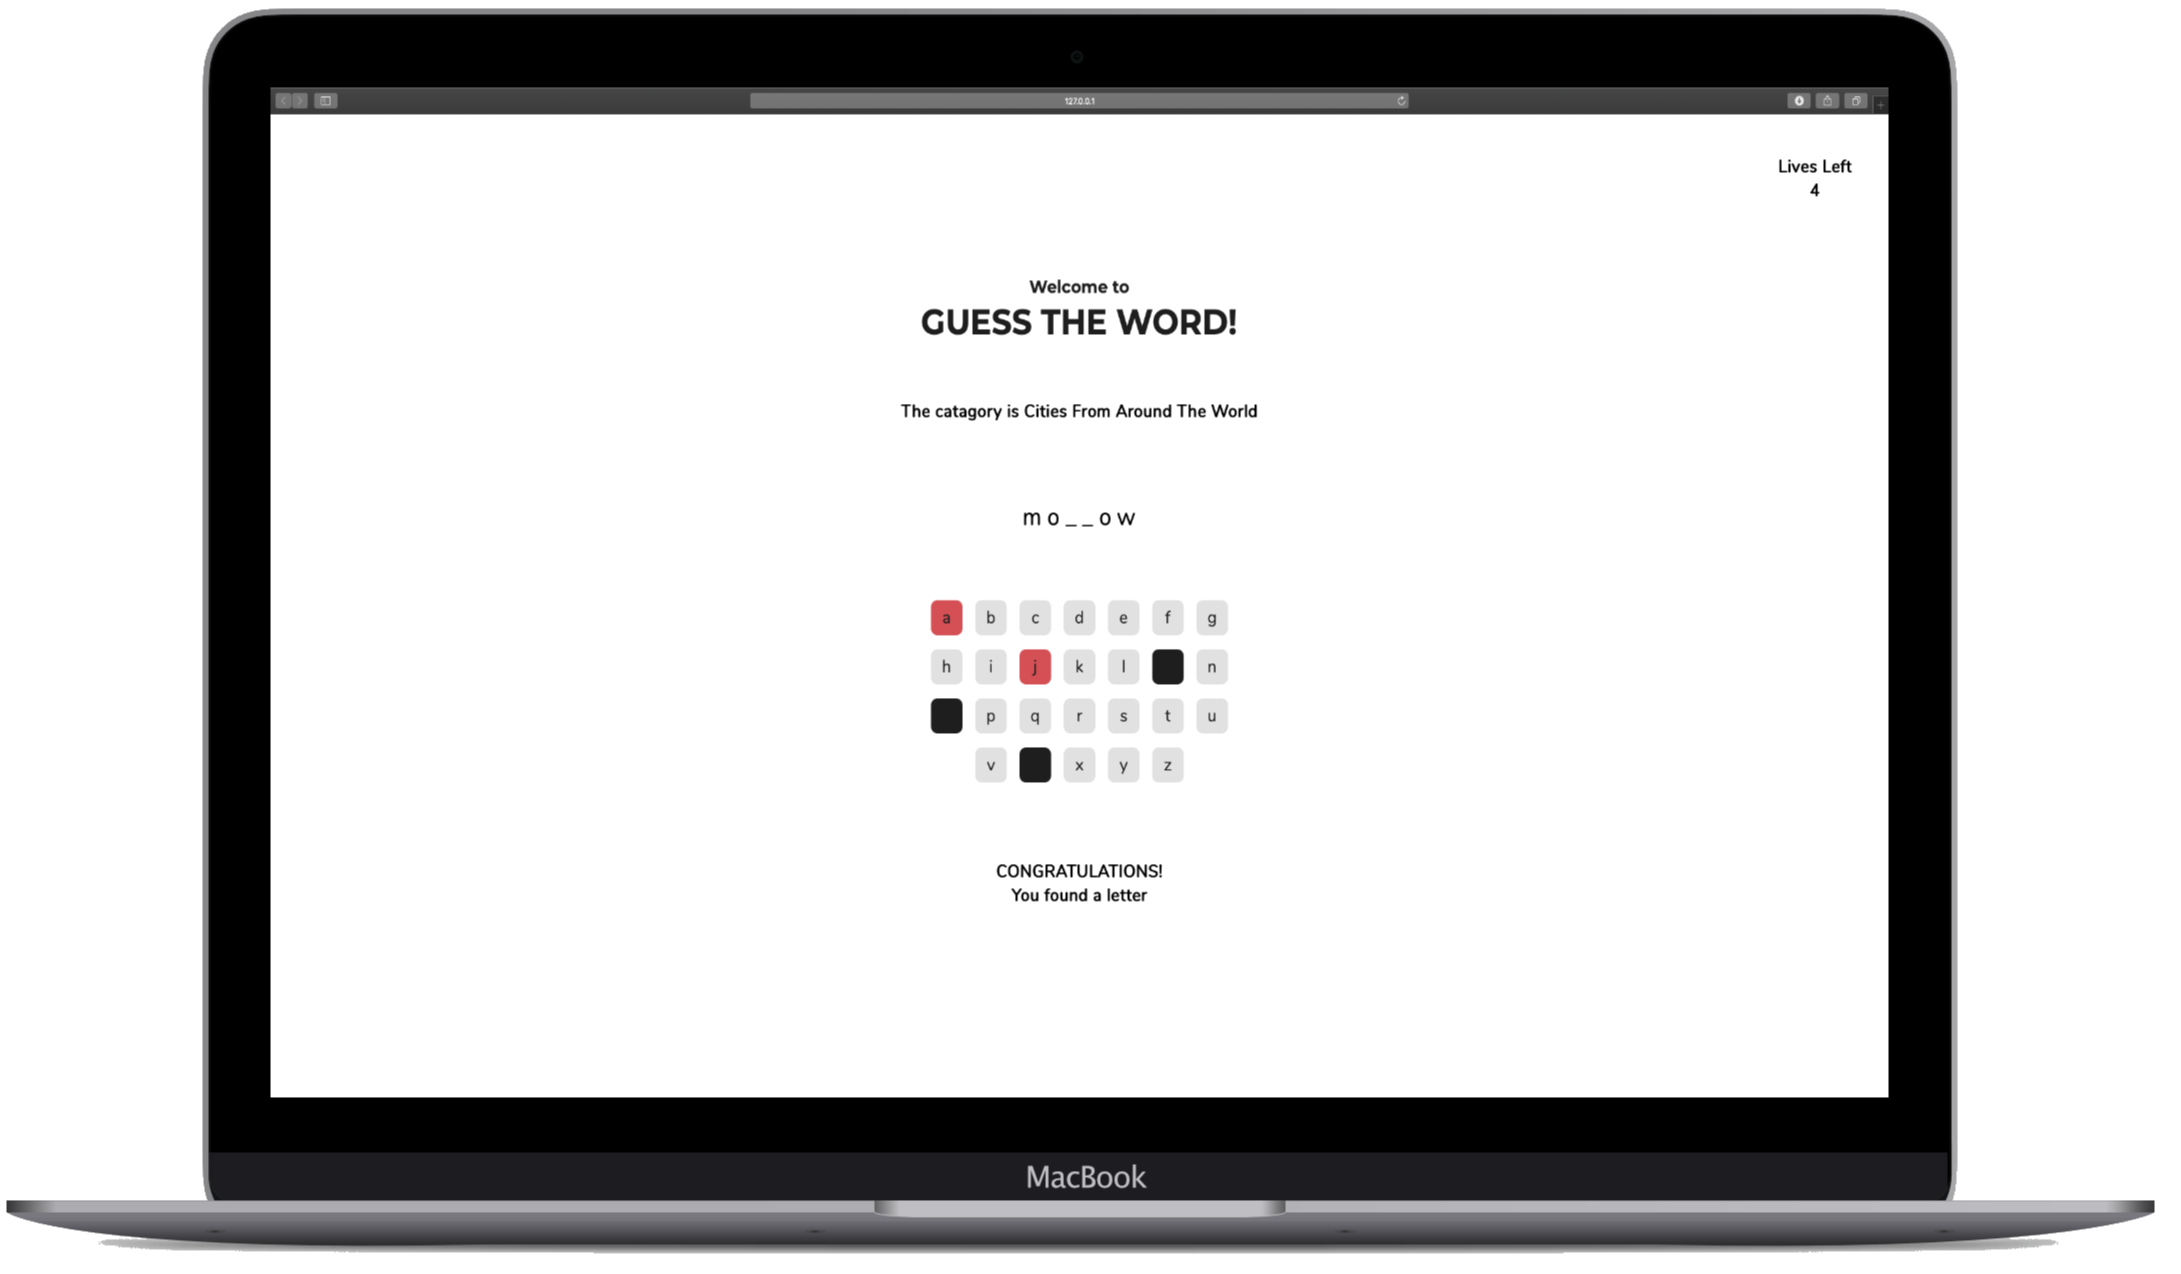 127.0.0.1
Lives Left
4
Welcome to
GUESS THE WORD!
The catagory is Cities From Around The World
m o _ _ o w
a b c d e f g
h i j k l n
p q r s t u
v x y z
CONGRATULATIONS!
You found a letter
MacBook